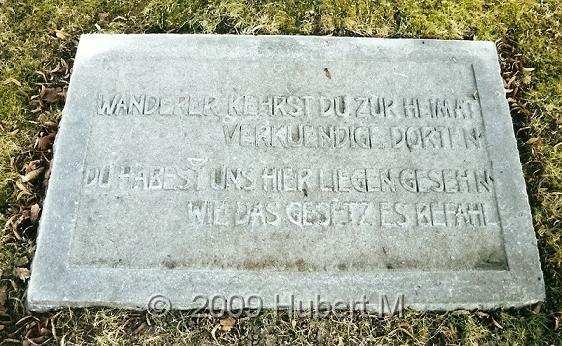 WANDERER, KEHRST DU ZUR HEIMAT,
VERKUENDIGE DORTEN
DU HABEST UNS HIER LIEGEN GESEHN
WIE DAS GESETZ ES BEFAHL
© 2009 Hubert M.